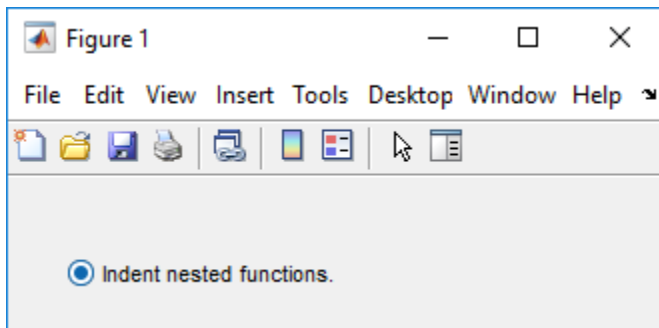 Figure 1
File Edit View Insert Tools Desktop Window Help
Indent nested functions.